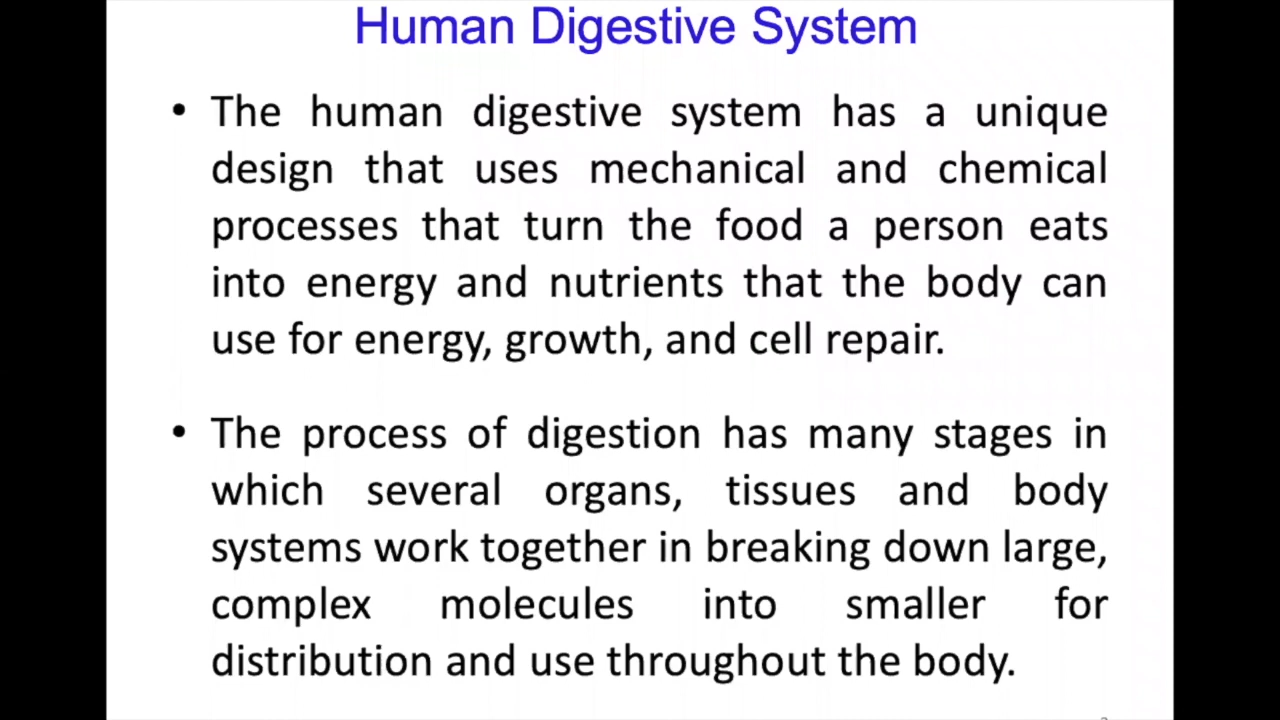 Human Digestive System
• The human digestive system has a unique
design that uses mechanical and chemical
processes that turn the food a person eats
into energy and nutrients that the body can
use for energy, growth, and cell repair.
• The process of digestion has many stages in
which several organs, tissues and body
systems work together in breaking down large,
complex molecules into smaller for
distribution and use throughout the body.